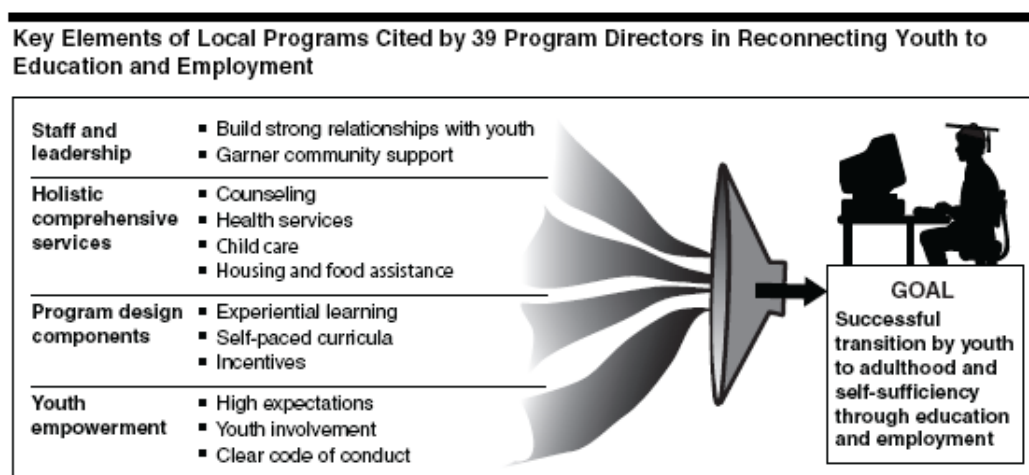 Key Elements of Local Programs Cited by 39 Program Directors in Reconnecting Youth to
Education and Employment
Staff and
leadership
▪ Build strong relationships with youth
▪ Garner community support
Holistic
comprehensive
services
▪ Counseling
▪ Health services
▪ Child care
▪ Housing and food assistance
Program design
components
▪ Experiential learning
▪ Self-paced curricula
▪ Incentives
Youth
empowerment
▪ High expectations
▪ Youth involvement
▪ Clear code of conduct
GOAL
Successful
transition by youth
to adulthood and
self-sufficiency
through education
and employment